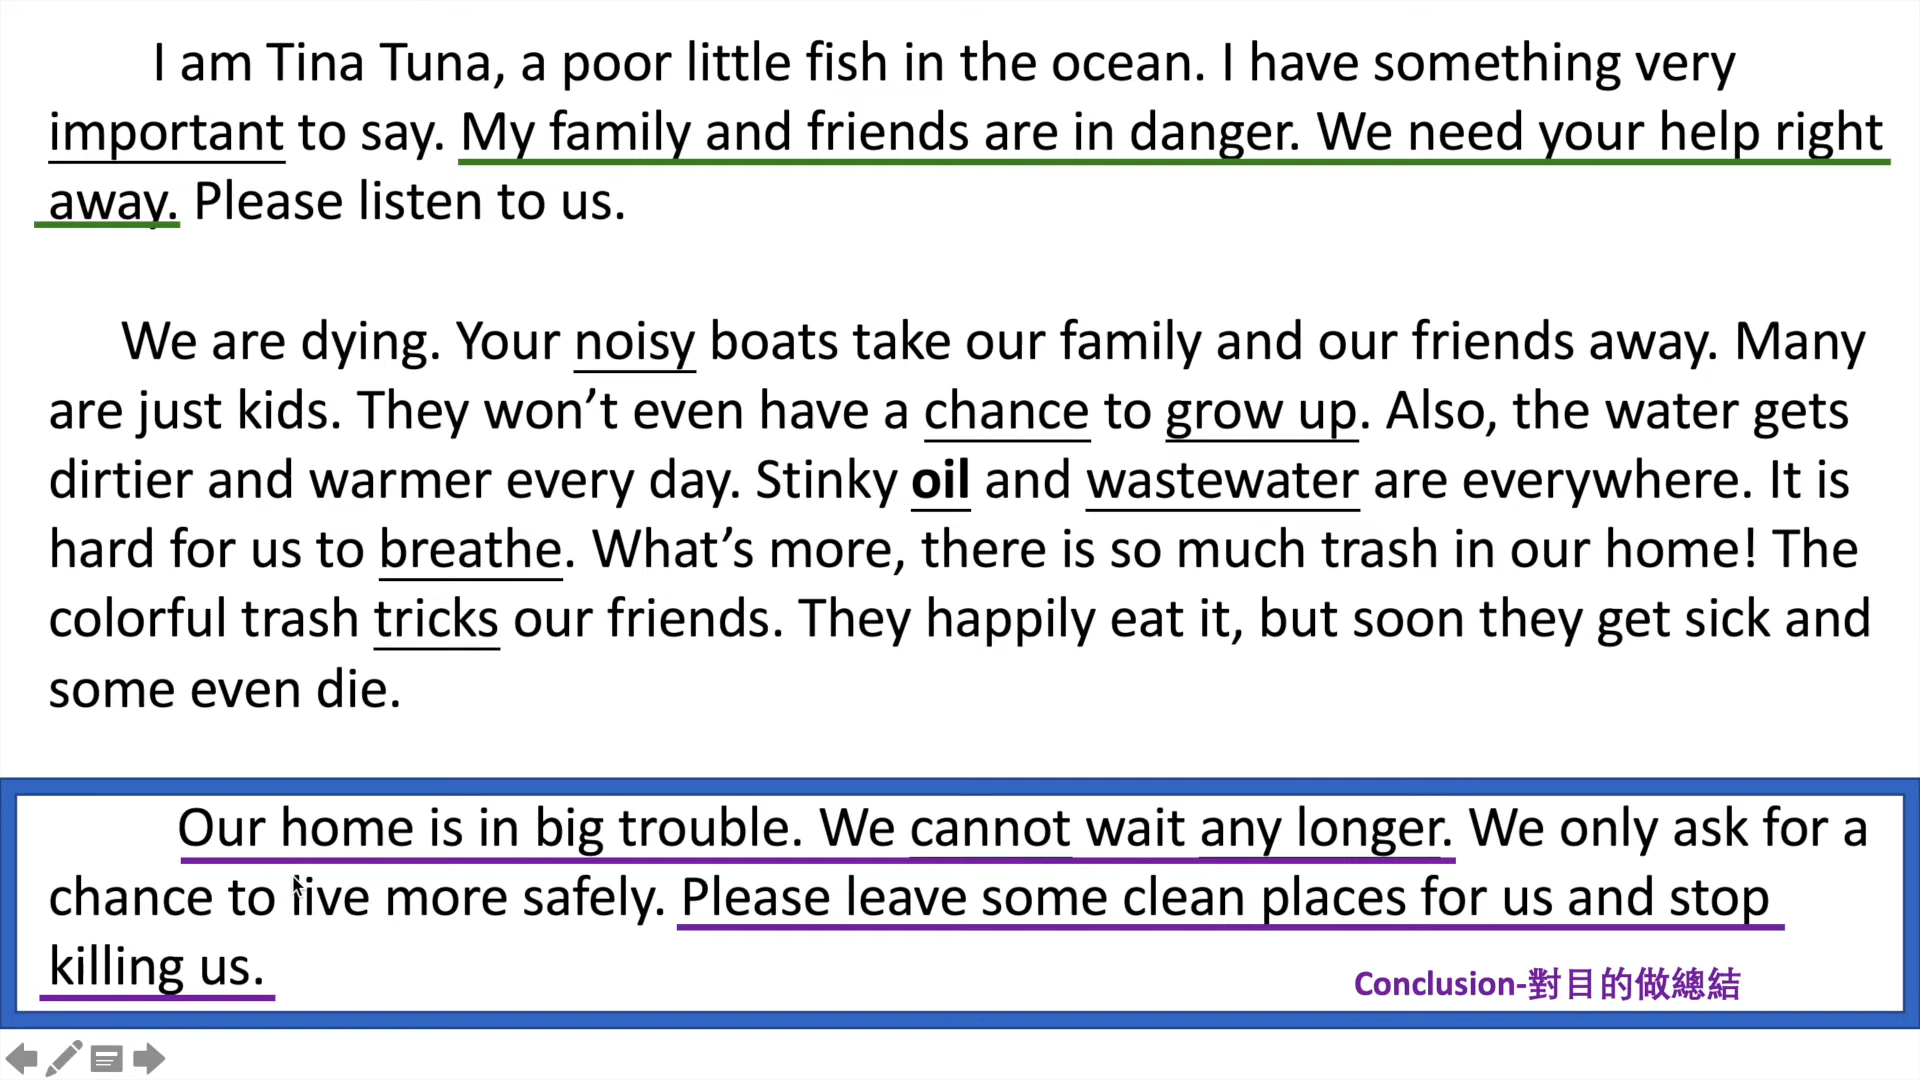 I am Tina Tuna, a poor little fish in the ocean. I have something very
important to say. My family and friends are in danger. We need your help right
away. Please listen to us.
We are dying. Your noisy boats take our family and our friends away. Many
are just kids. They won’t even have a chance to grow up. Also, the water gets
dirtier and warmer every day. Stinky oil and wastewater are everywhere. It is
hard for us to breathe. What’s more, there is so much trash in our home! The
colorful trash tricks our friends. They happily eat it, but soon they get sick and
some even die.
Our home is in big trouble. We cannot wait any longer. We only ask for a
chance to live more safely. Please leave some clean places for us and stop
killing us.
Conclusion-對目的做總結